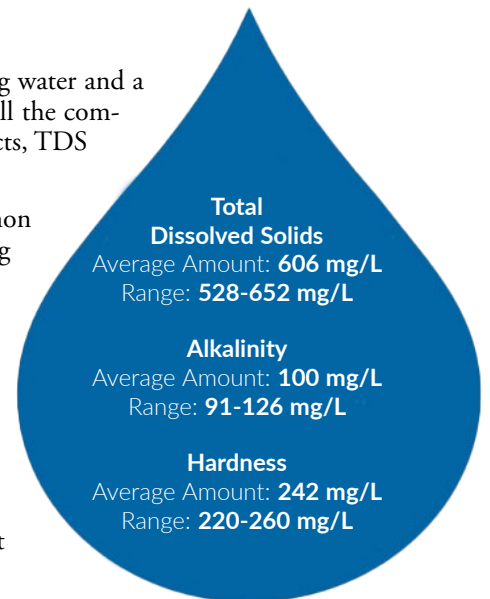 g water and a
ll the com-
cts, TDS
non
g
t
Total
Dissolved Solids
Average Amount: 606 mg/L
Range: 528-652 mg/L
Alkalinity
Average Amount: 100 mg/L
Range: 91-126 mg/L
Hardness
Average Amount: 242 mg/L
Range: 220-260 mg/L